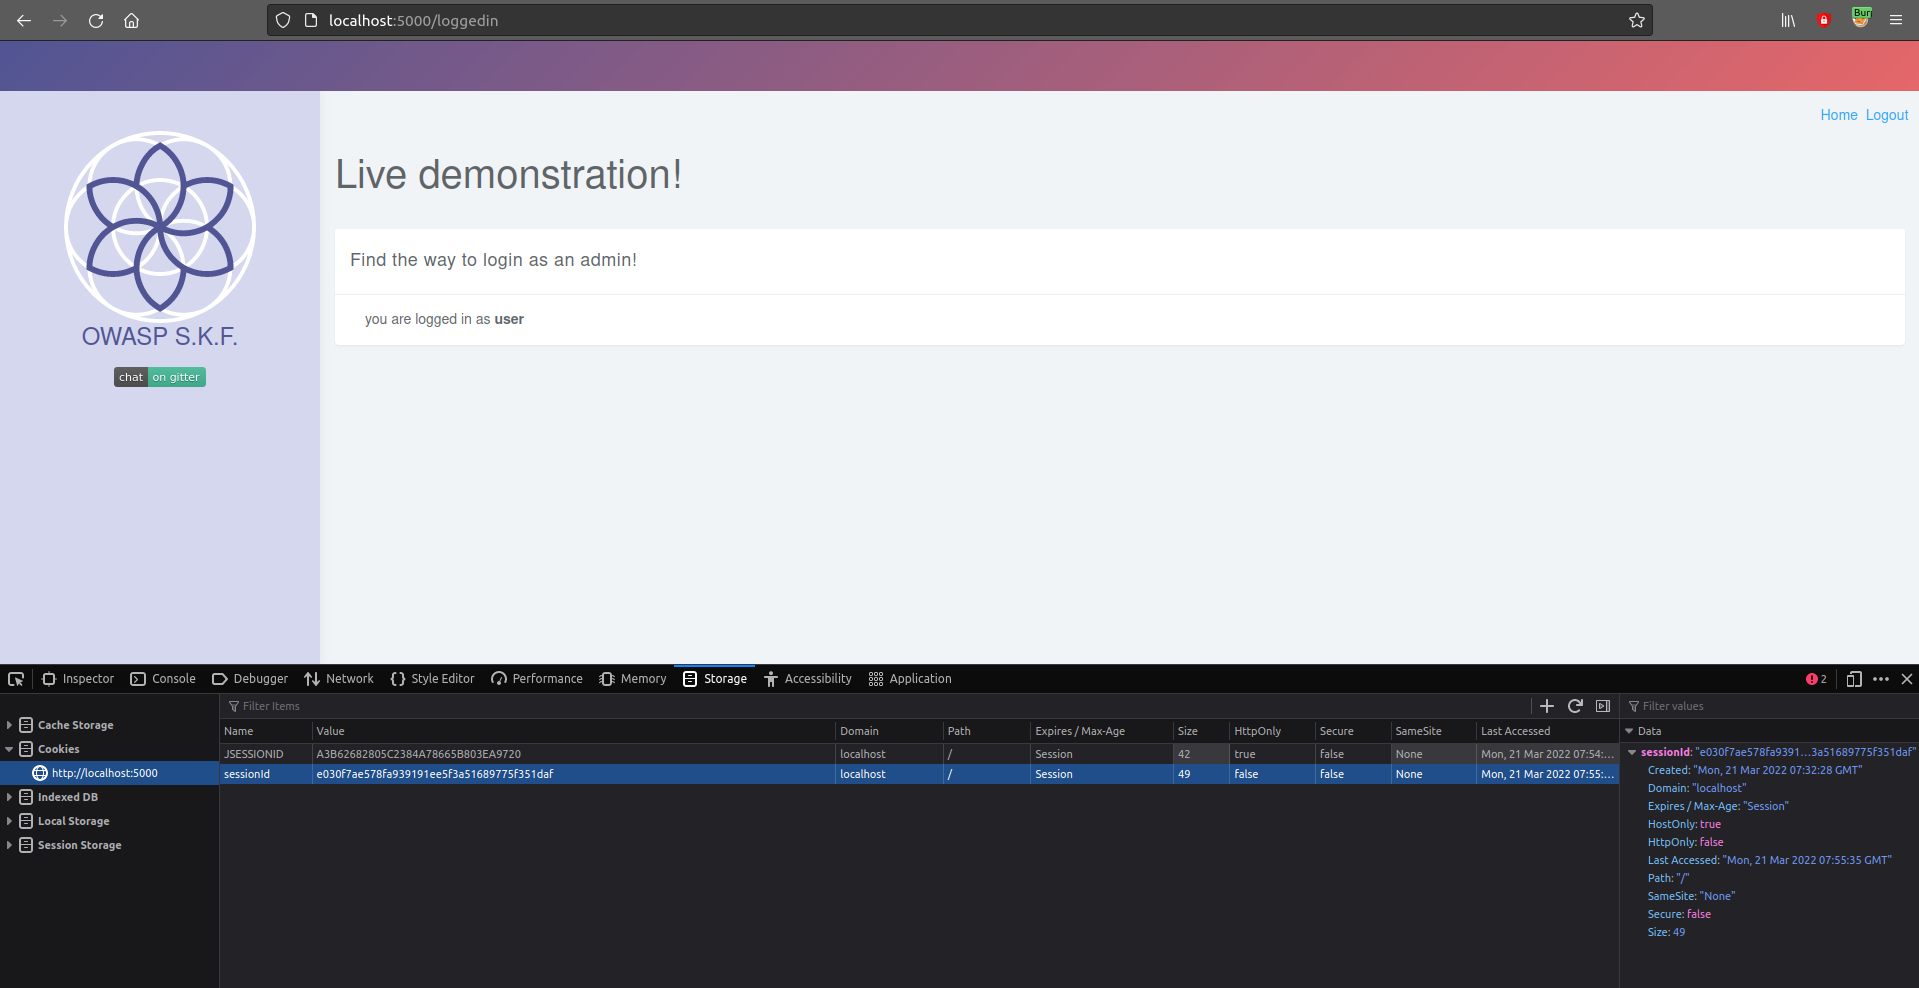 localhost:5000/loggedin
Home Logout
OWASP S.K.F.
chat on gitter
Live demonstration!
Find the way to login as an admin!
you are logged in as user
Inspector Console Debugger Network Style Editor Performance Memory Storage Accessibility Application 2
Cache Storage
Cookies
http://localhost:5000
Indexed DB
Local Storage
Session Storage
Filter Items
Name Value Domain Path Expires / Max-Age Size HttpOnly Secure SameSite Last Accessed
JSESSIONID A3B62682805C2384A78665B803EA9720 localhost / Session 42 true false None Mon, 21 Mar 2022 07:54:...
sessionId e030f7ae578fa939191ee5f3a51689775f351daf localhost / Session 49 false false None Mon, 21 Mar 2022 07:55:...
Filter values
Data
sessionId: "e030f7ae578fa9391...3a51689775f351daf"
Created: "Mon, 21 Mar 2022 07:32:28 GMT"
Domain: "localhost"
Expires / Max-Age: "Session"
HostOnly: true
HttpOnly: false
Last Accessed: "Mon, 21 Mar 2022 07:55:35 GMT"
Path: "/"
SameSite: "None"
Secure: false
Size: 49